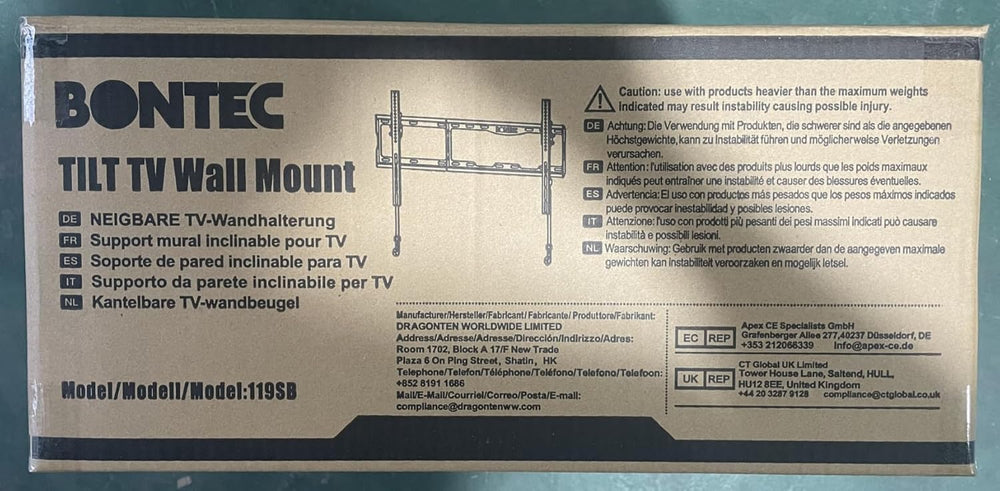 BONTEC
TILT TV Wall Mount
DE NEIGBARE TV-Wandhalterung
FR Support mural inclinable pour TV
ES Soporte de pared inclinable para TV
IT Supporto da parete inclinabile per TV
NL Kantelbare TV-wandbeugel
Model/Modell/Model:119SB
Caution: use with products heavier than the maximum weights
indicated may result instability causing possible injury.
DE Achtung: Die Verwendung mit Produkten, die schwerer sind als die angegebenen
Höchstgewichte, kann zu Instabilität führen und möglicherweise Verletzungen
verursachen.
FR Attention: l'utilisation avec des produits plus lourds que les poids maximaux
indiqués peut entraîner une instabilité et causer des blessures éventuelles.
ES Advertencia: El uso con productos más pesados que los pesos máximos indicados
puede provocar inestabilidad y posibles lesiones.
IT Attenzione: l'uso con prodotti più pesanti dei pesi massimi indicati può causare
instabilità e possibili lesioni.
NL Waarschuwing: Gebruik met producten zwaarder dan de aangegeven maximale
gewichten kan instabiliteit veroorzaken en mogelijk letsel.
Manufacturer/Hersteller/Fabricant/ Fabricante/ Produttore/Fabrikant:
DRAGONTEN WORLDWIDE LIMITED
Address/Adresse/Adresse/Dirección/Indirizzo/Adres:
Room 1702, Block A 17/F New Trade
Plaza 6 On Ping Street, Shatin, HK
Telephone/Telefon/Téléphone/Teléfono/Telefono/Telefoon:
+852 8191 1686
Mail/E-Mail/Courriel/Correo/Posta/E-mail:
compliance@dragontenww.com
EC REP
Apex CE Specialists GmbH
Grafenberger Allee 277,40237 Düsseldorf, DE
+353 212066339 Info@apex-ce.de
UK REP
CT Global UK Limited
Tower House Lane, Saltend, HULL,
HU12 8EE, United Kingdom
+44 20 3287 9128 compliance@ctglobal.co.uk